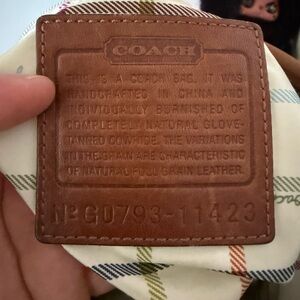 COACH
THIS IS A COACH BAG. IT WAS
HANDCRAFTED IN CHINA AND
INDIVIDUALLY BURNISHED OF
COMPLETELY NATURAL GLOVE-
TANNED COWHIDE. THE VARIATIONS
IN THE GRAIN ARE CHARACTERISTIC
OF NATURAL FULL GRAIN LEATHER.
Nº G0793-11423